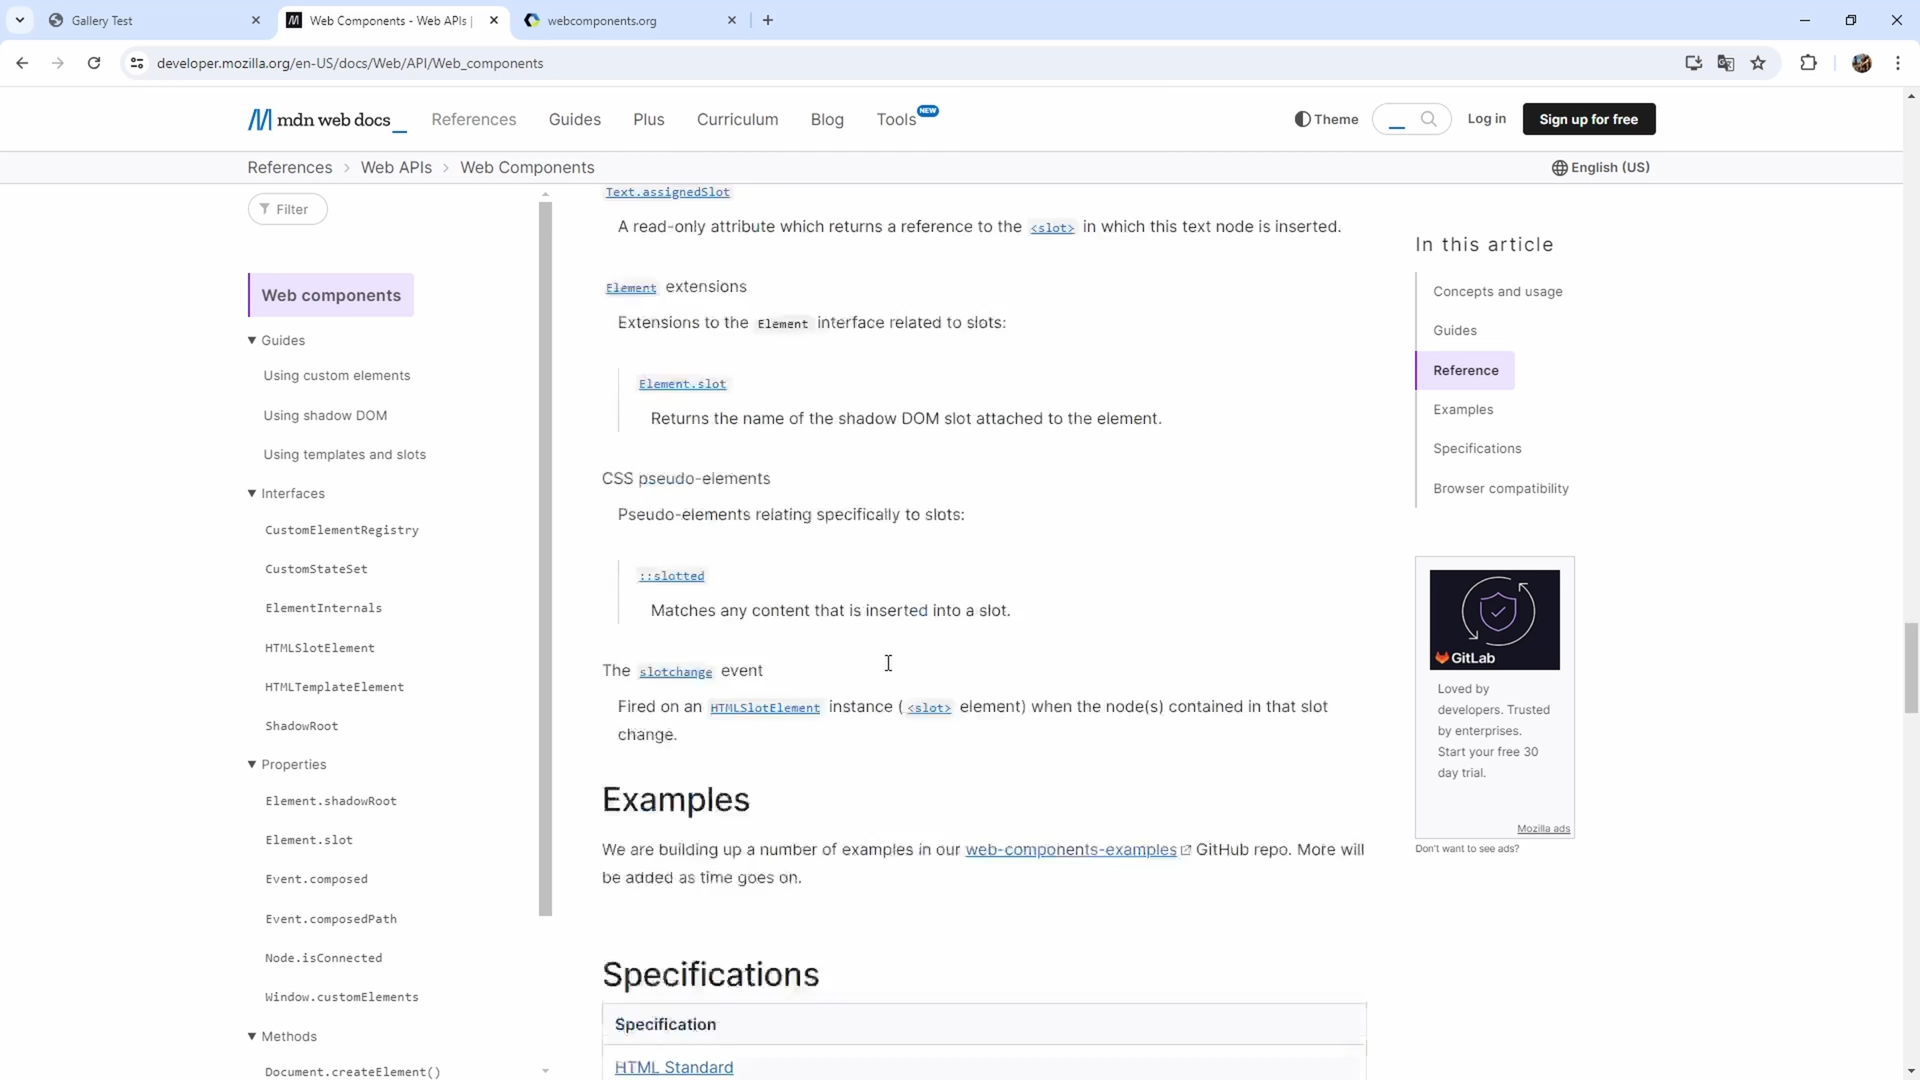 Gallery Test
Web Components - Web APIs |
webcomponents.org
developer.mozilla.org/en-US/docs/Web/API/Web_components
mdn web docs
References
Guides
Plus
Curriculum
Blog
Tools
NEW
Theme
Log in
Sign up for free
References
Web APIs
Web Components
English (US)
Filter
Web components
Guides
Using custom elements
Using shadow DOM
Using templates and slots
Interfaces
CustomElementRegistry
CustomStateSet
ElementInternals
HTMLSlotElement
HTMLTemplateElement
ShadowRoot
Properties
Element.shadowRoot
Element.slot
Event.composed
Event.composedPath
Node.isConnected
Window.customElements
Methods
Document.createElement()
Text.assignedSlot
A read-only attribute which returns a reference to the <slot> in which this text node is inserted.
Element extensions
Extensions to the Element interface related to slots:
Element.slot
Returns the name of the shadow DOM slot attached to the element.
CSS pseudo-elements
Pseudo-elements relating specifically to slots:
::slotted
Matches any content that is inserted into a slot.
The slotchange event
Fired on an HTMLSlotElement instance ( <slot> element) when the node(s) contained in that slot
change.
Examples
We are building up a number of examples in our web-components-examples GitHub repo. More will
be added as time goes on.
Specifications
Specification
HTML Standard
In this article
Concepts and usage
Guides
Reference
Examples
Specifications
Browser compatibility
GitLab
Loved by
developers. Trusted
by enterprises.
Start your free 30
day trial.
Mozilla ads
Don't want to see ads?